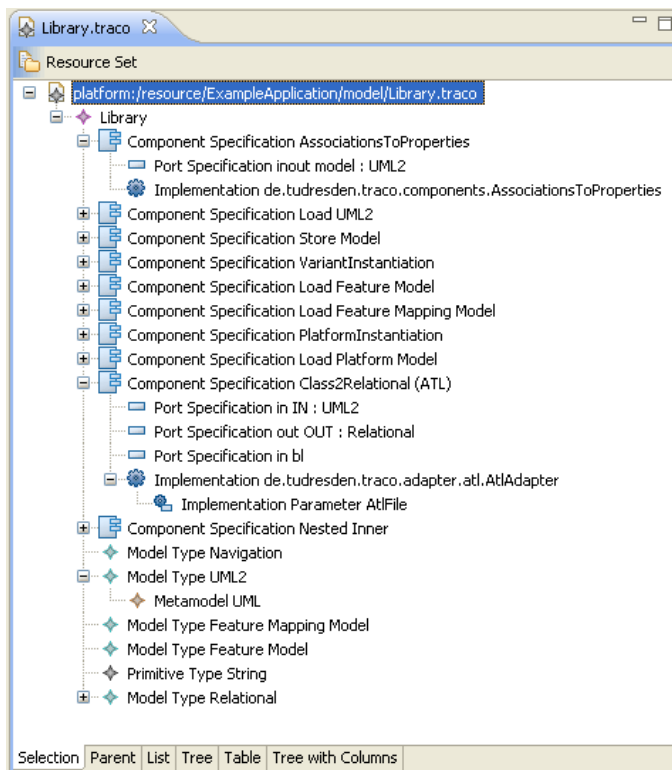 Library.traco
Resource Set
platform:/resource/ExampleApplication/model/Library.traco
Library
Component Specification AssociationsToProperties
Port Specification inout model : UML2
Implementation de.tudresden.traco.components.AssociationsToProperties
Component Specification Load UML2
Component Specification Store Model
Component Specification VariantInstantiation
Component Specification Load Feature Model
Component Specification Load Feature Mapping Model
Component Specification PlatformInstantiation
Component Specification Load Platform Model
Component Specification Class2Relational (ATL)
Port Specification in IN : UML2
Port Specification out OUT : Relational
Port Specification in bl
Implementation de.tudresden.traco.adapter.atl.AtlAdapter
Implementation Parameter AtlFile
Component Specification Nested Inner
Model Type Navigation
Model Type UML2
Metamodel UML
Model Type Feature Mapping Model
Model Type Feature Model
Primitive Type String
Model Type Relational
Selection Parent List Tree Table Tree with Columns